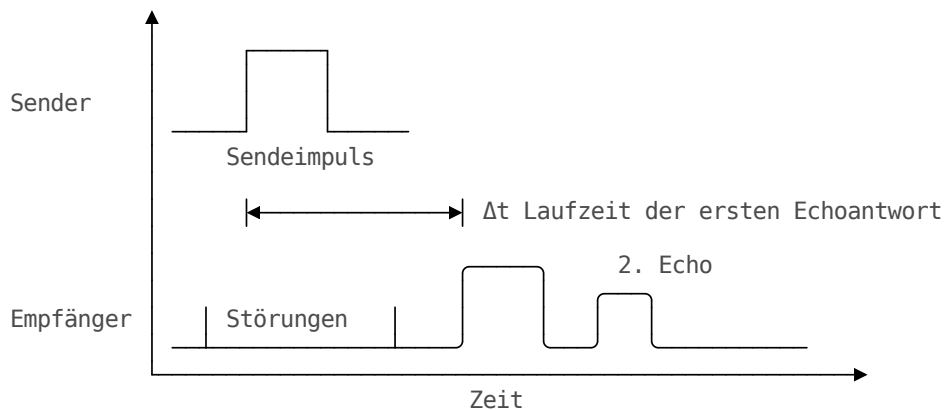 Sender
Sendeimpuls
Δt Laufzeit der ersten Echoantwort
2. Echo
Empfänger
Störungen
Zeit